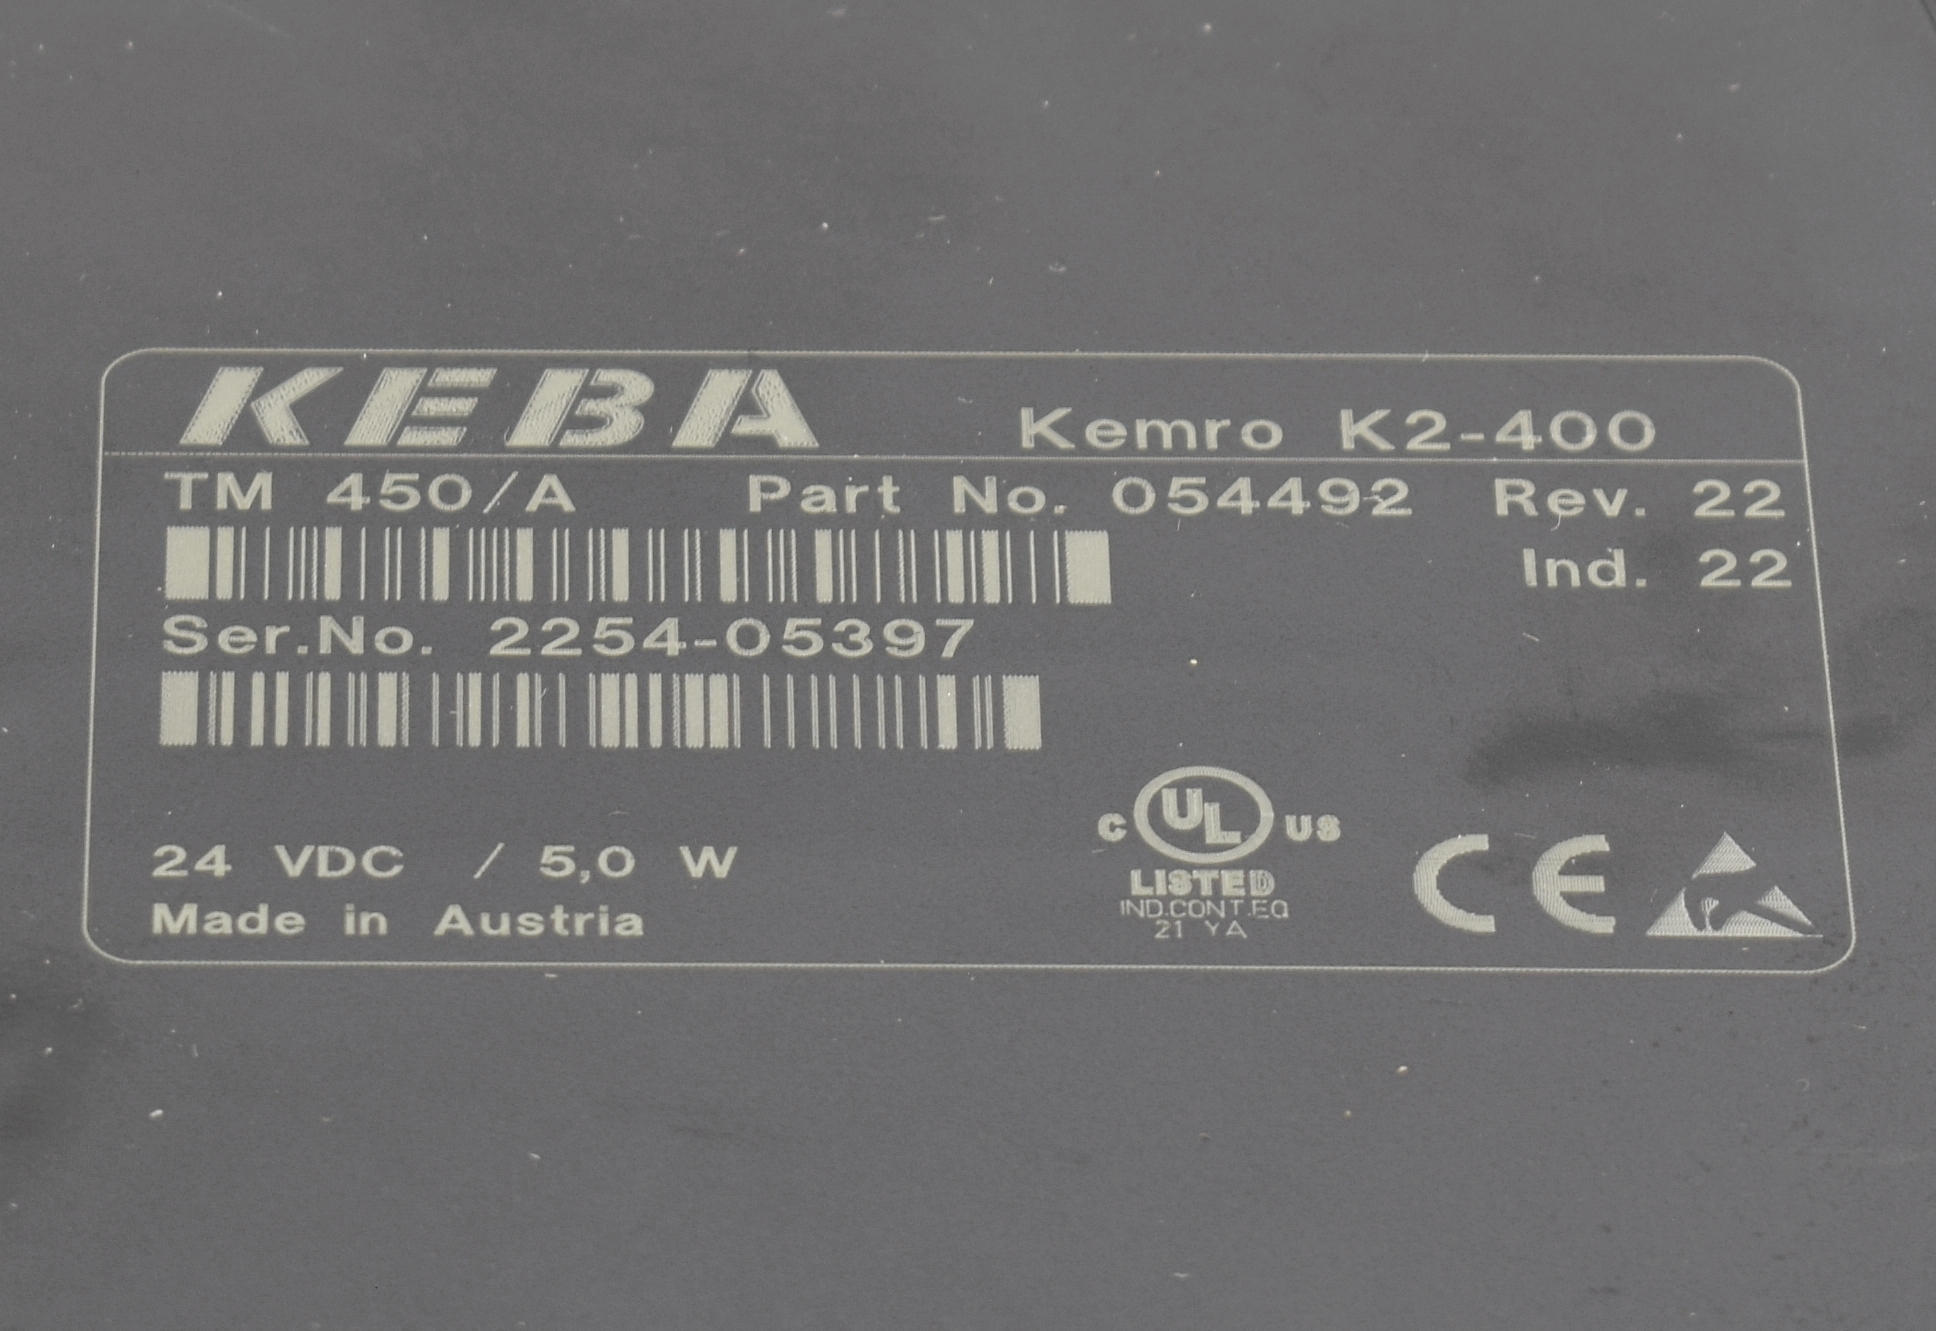 KEBA Kemro K2-400
TM 450/A Part No. 054492 Rev. 22
Ind. 22
Ser.No. 2254-05397
C UL US
LISTED
IND.CONT.EQ
21 YA
CE
24 VDC / 5,0 W
Made in Austria